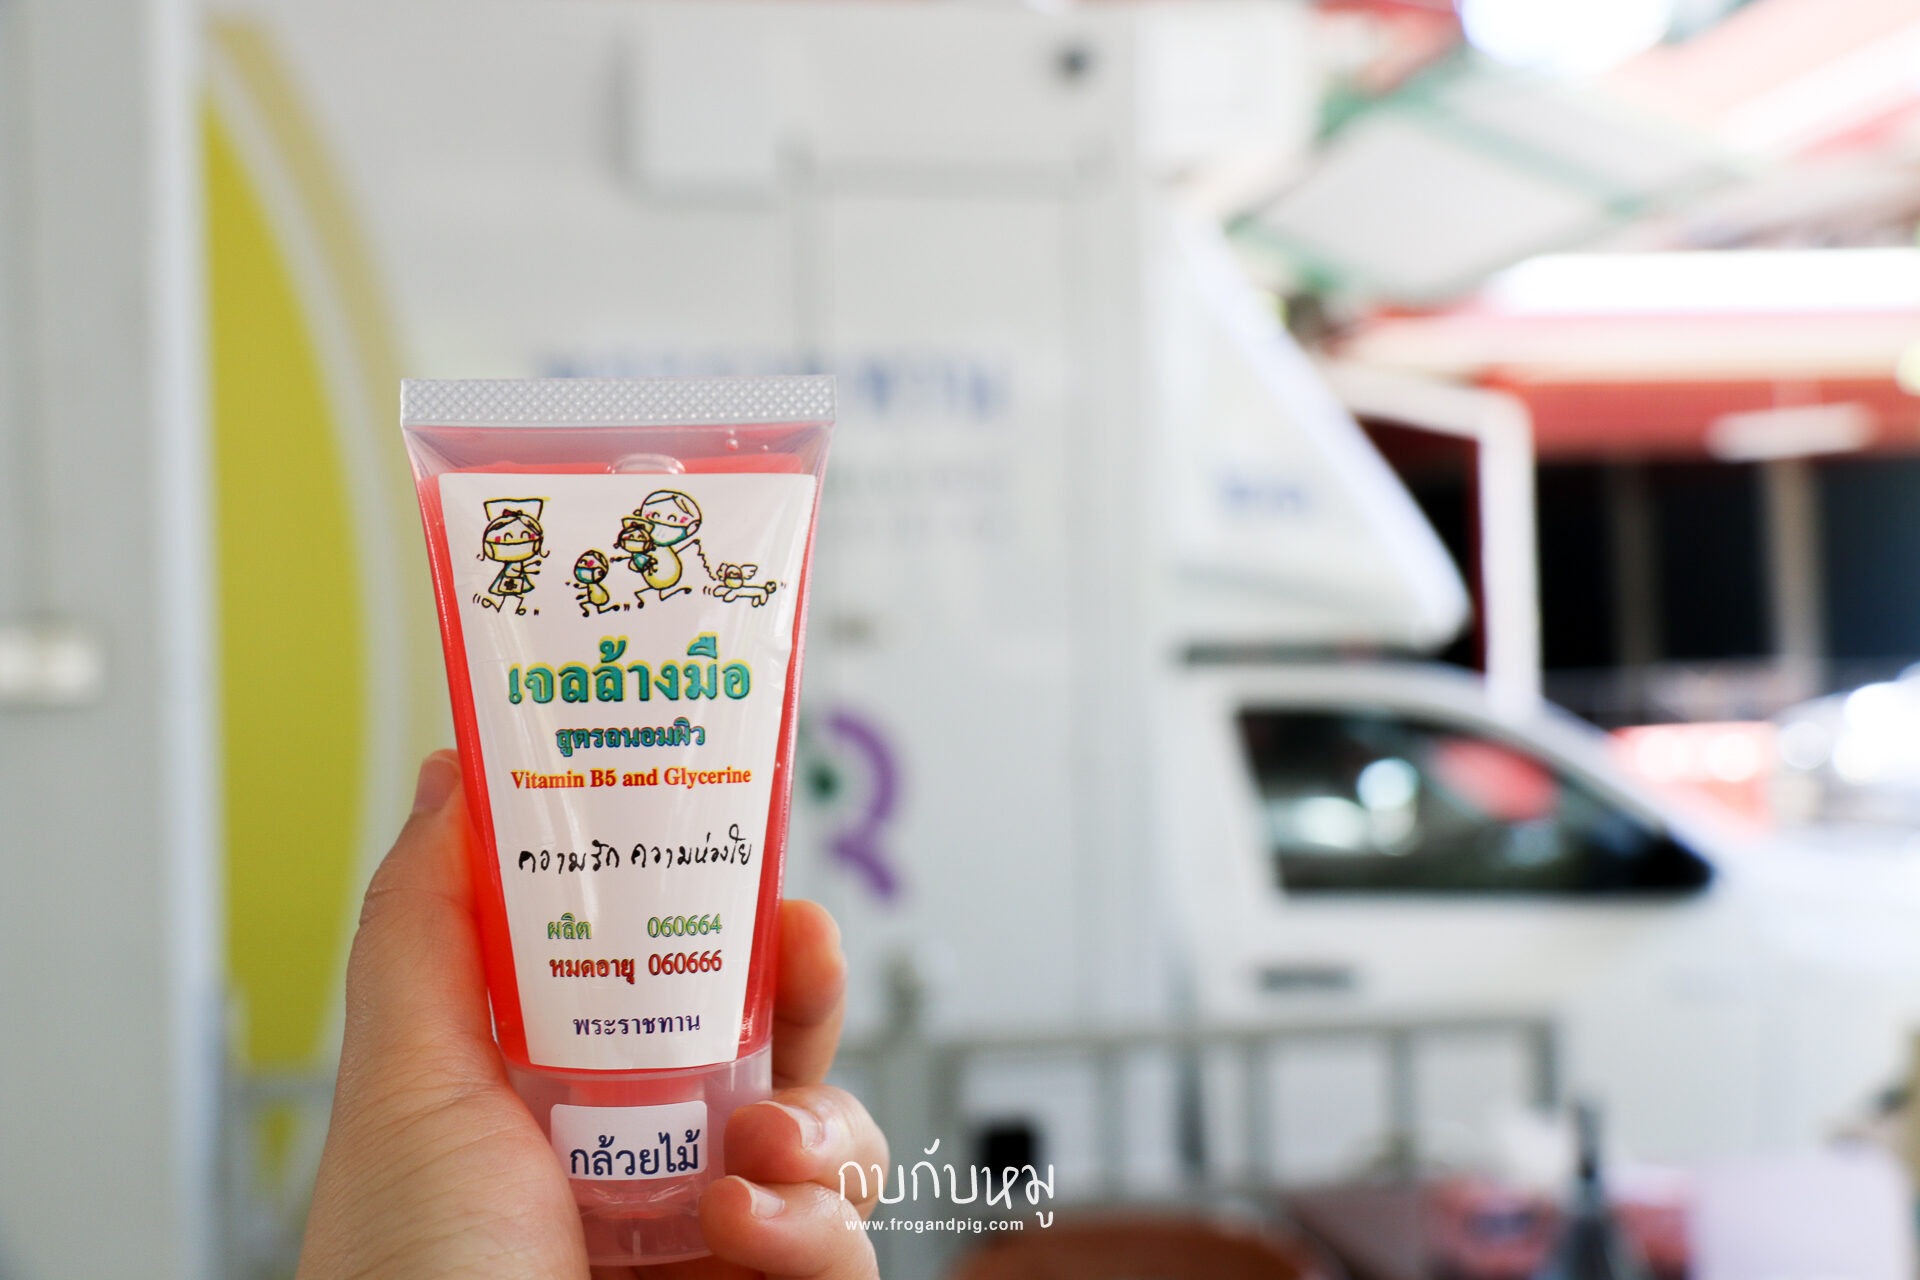 เจลล้างมือ
สูตรถนอมผิว
Vitamin B5 and Glycerine
ความรัก ความห่วงใย
ผลิต 060664
หมดอายุ 060666
พระราชทาน
กล้วยไม้
กบกับหมู
www.frogandpig.com